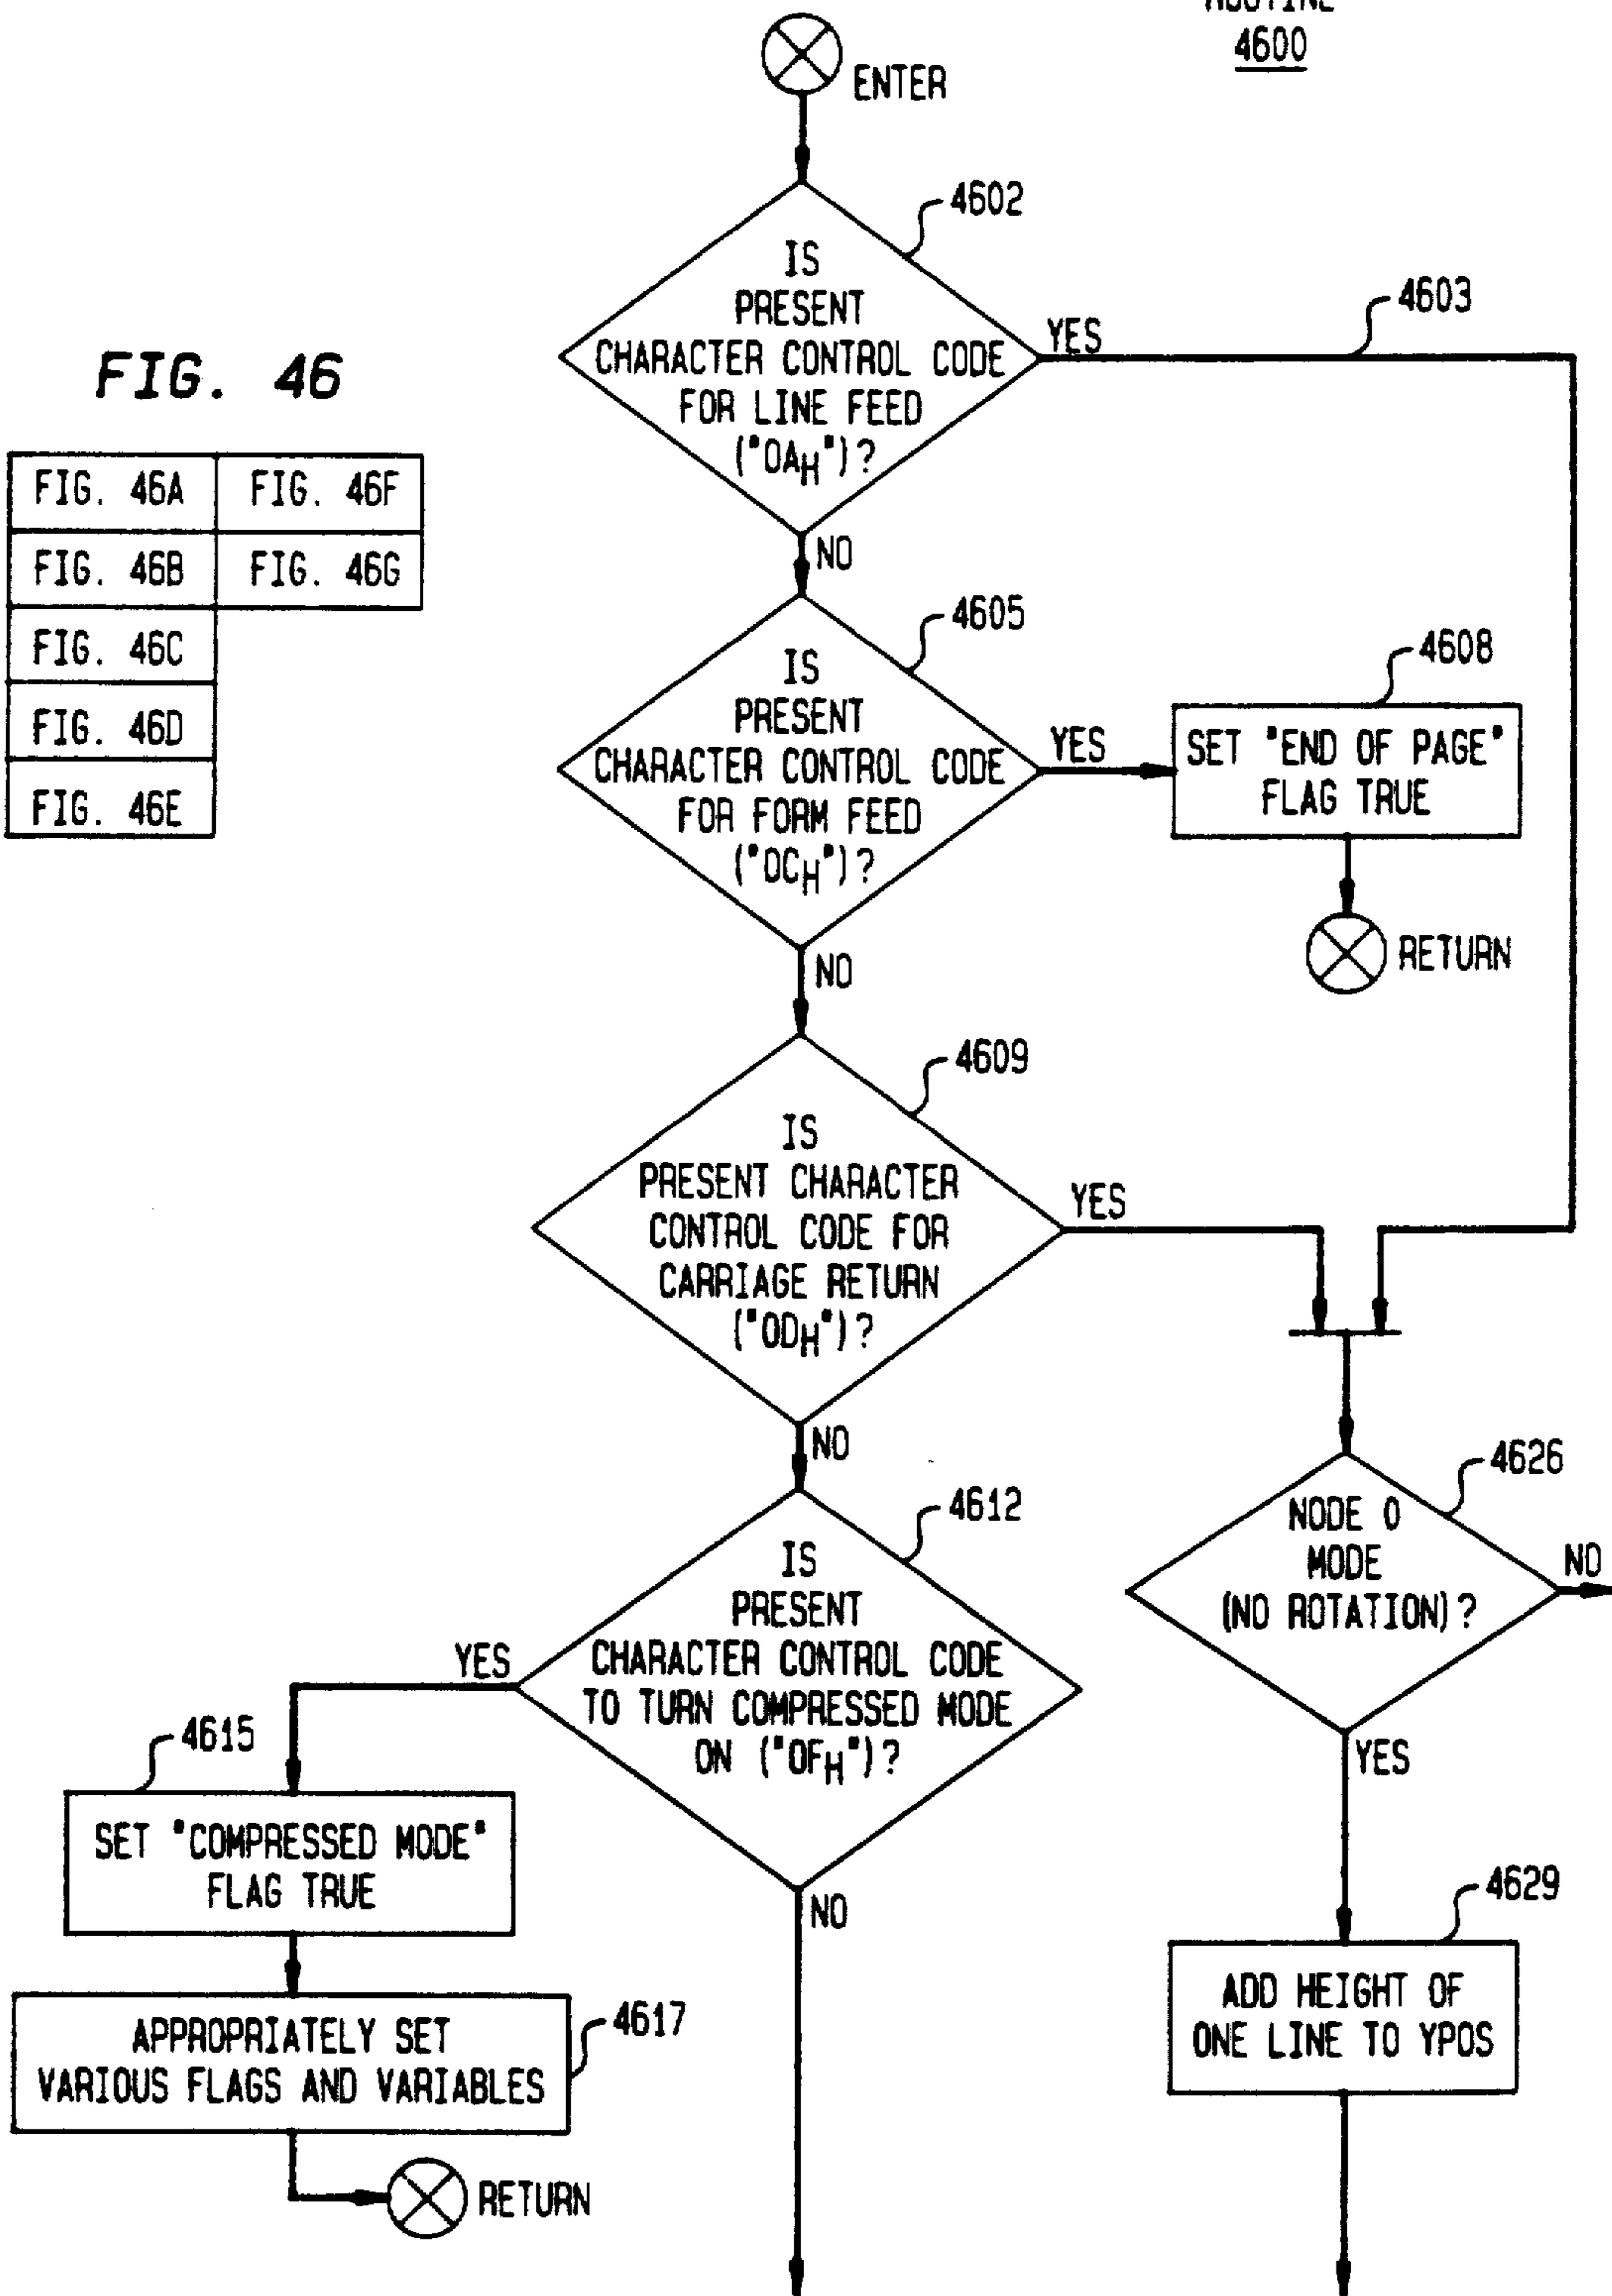 4600
ENTER
4602
IS
PRESENT
CHARACTER CONTROL CODE
FOR LINE FEED
("0AH")?
YES
4603
NO
FIG. 46
FIG. 46A FIG. 46F
FIG. 46B FIG. 46G
FIG. 46C
FIG. 46D
FIG. 46E
4605
IS
PRESENT
CHARACTER CONTROL CODE
FOR FORM FEED
("0CH")?
YES
4608
SET "END OF PAGE"
FLAG TRUE
RETURN
NO
4609
IS
PRESENT CHARACTER
CONTROL CODE FOR
CARRIAGE RETURN
("0DH")?
YES
NO
4612
IS
PRESENT
CHARACTER CONTROL CODE
TO TURN COMPRESSED MODE
ON ("0FH")?
YES
NO
4615
SET "COMPRESSED MODE"
FLAG TRUE
4617
APPROPRIATELY SET
VARIOUS FLAGS AND VARIABLES
RETURN
4626
NODE 0
MODE
(NO ROTATION)?
NO
YES
4629
ADD HEIGHT OF
ONE LINE TO YPOS